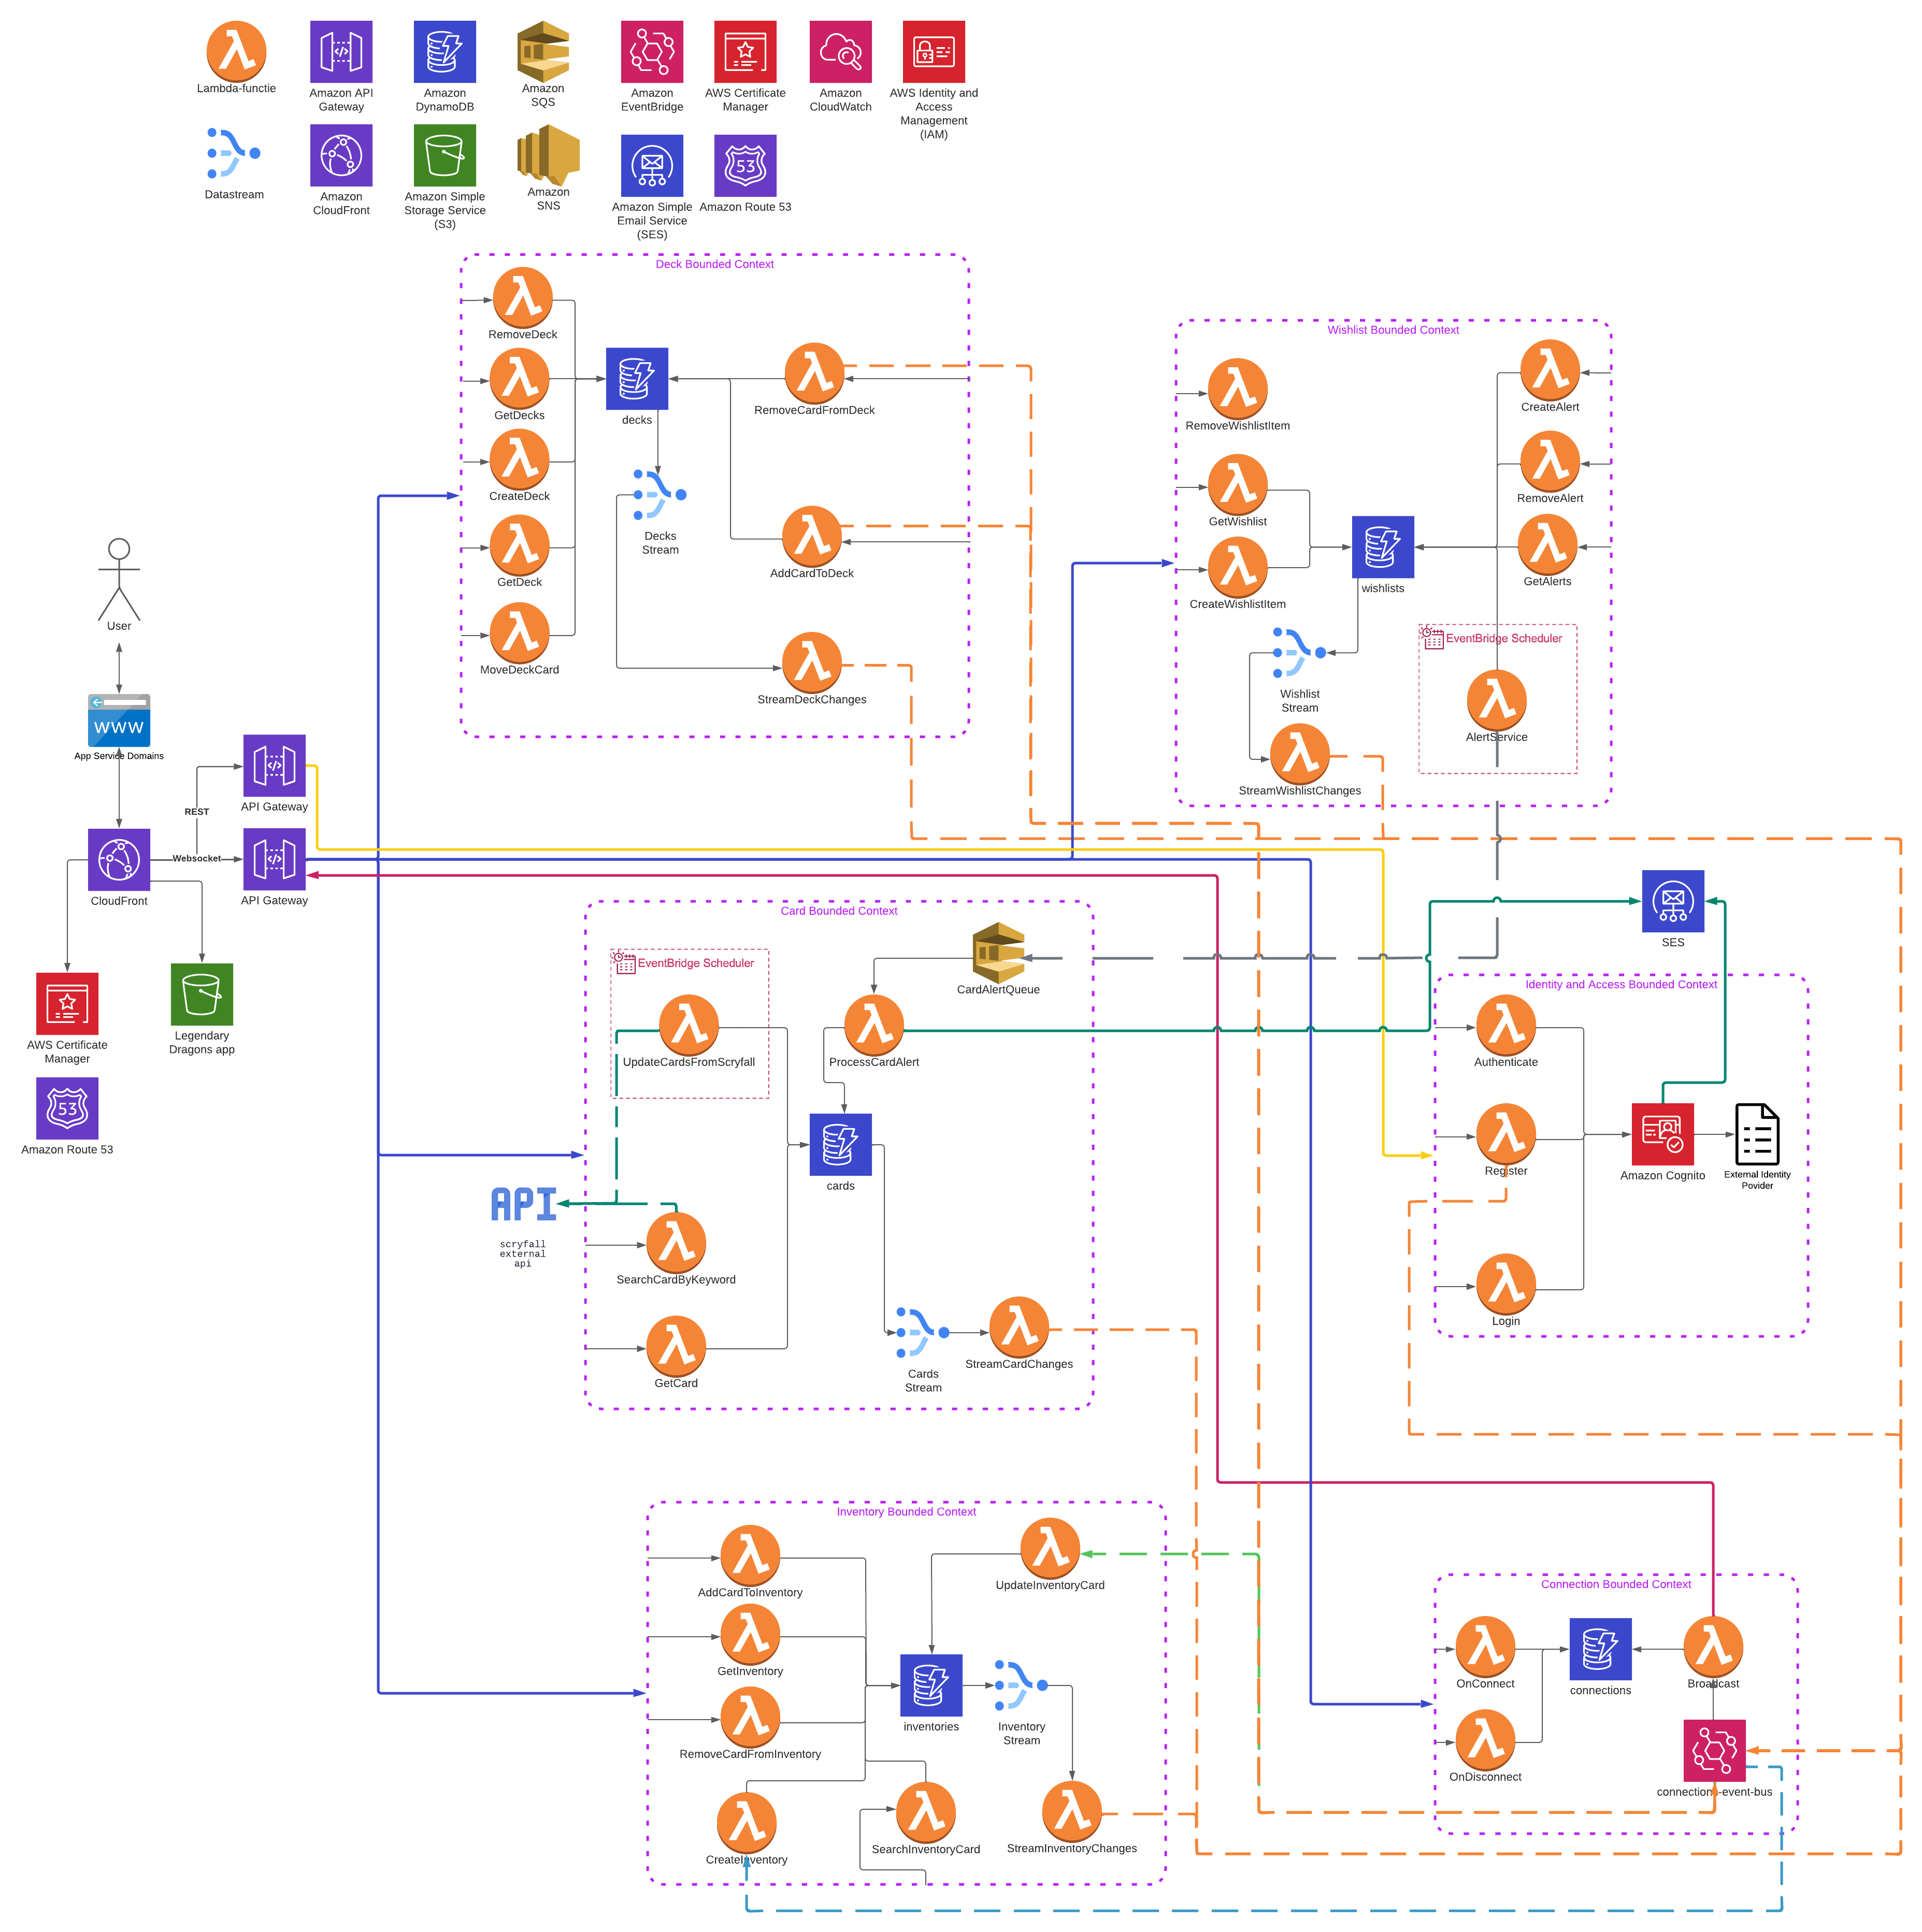 Lambda-functie
Amazon API
Gateway
Amazon
DynamoDB
Amazon
SQS
Amazon
EventBridge
AWS Certificate
Manager
Amazon
CloudWatch
AWS Identity and
Access
Management
(IAM)
Datastream
Amazon
CloudFront
Amazon Simple
Storage Service
(S3)
Amazon
SNS
Amazon Simple
Email Service
(SES)
53
Amazon Route 53
Deck Bounded Context
RemoveDeck
GetDecks
CreateDeck
GetDeck
MoveDeckCard
decks
Decks
Stream
RemoveCardFromDeck
AddCardToDeck
StreamDeckChanges
Wishlist Bounded Context
RemoveWishlistItem
GetWishlist
CreateWishlistItem
wishlists
Wishlist
Stream
StreamWishlistChanges
CreateAlert
RemoveAlert
GetAlerts
EventBridge Scheduler
AlertService
User
www
App Service Domains
REST
API Gateway
Websocket
CloudFront
API Gateway
AWS Certificate
Manager
Legendary
Dragons app
53
Amazon Route 53
Card Bounded Context
EventBridge Scheduler
UpdateCardsFromScryfall
CardAlertQueue
ProcessCardAlert
cards
API
scryfall
external
api
SearchCardByKeyword
GetCard
Cards
Stream
StreamCardChanges
SES
Identity and Access Bounded Context
Authenticate
Register
Login
Amazon Cognito
External Identity
Povider
Inventory Bounded Context
AddCardToInventory
GetInventory
RemoveCardFromInventory
CreateInventory
UpdateInventoryCard
inventories
Inventory
Stream
SearchInventoryCard
StreamInventoryChanges
Connection Bounded Context
OnConnect
OnDisconnect
connections
Broadcast
connections-event-bus